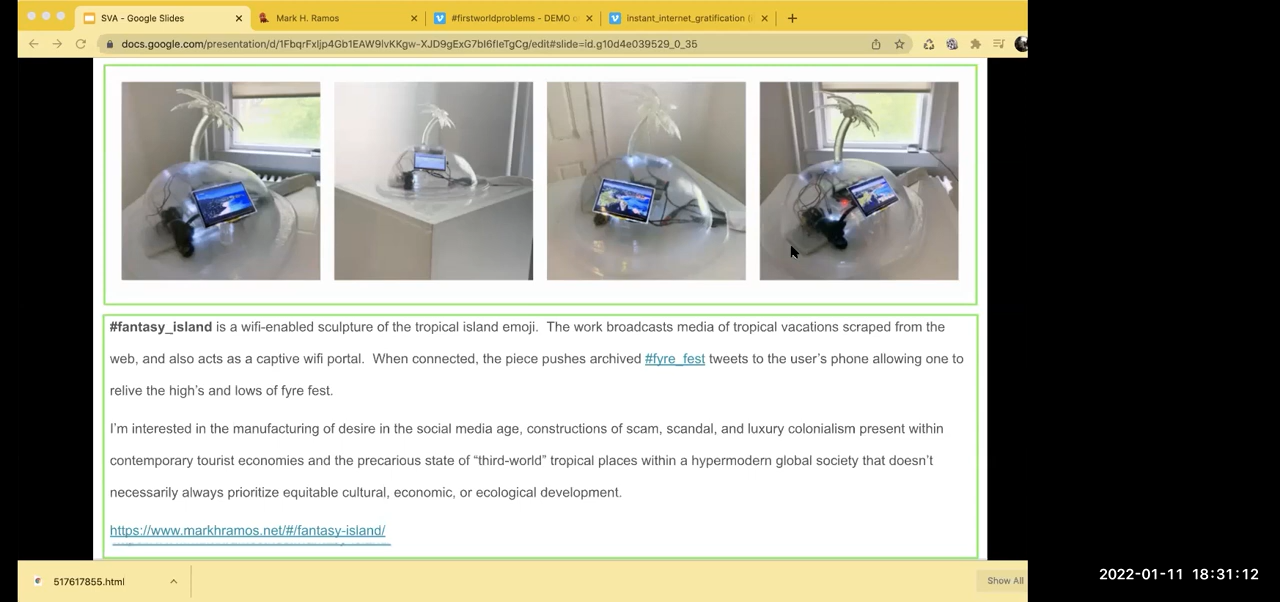 SVA - Google Slides
Mark H. Ramos
#firstworldproblems - DEMO
instant_internet_gratification
docs.google.com/presentation/d/1FbqrFxljp4Gb1EAW9lvKKgw-XJD9gExG7bI6fleTgCg/edit#slide=id.g10d4e039529_0_35
#fantasy_island is a wifi-enabled sculpture of the tropical island emoji. The work broadcasts media of tropical vacations scraped from the
web, and also acts as a captive wifi portal. When connected, the piece pushes archived #fyre_fest tweets to the user's phone allowing one to
relive the high's and lows of fyre fest.
I'm interested in the manufacturing of desire in the social media age, constructions of scam, scandal, and luxury colonialism present within
contemporary tourist economies and the precarious state of "third-world" tropical places within a hypermodern global society that doesn't
necessarily always prioritize equitable cultural, economic, or ecological development.
https://www.markhramos.net/#/fantasy-island/
517617855.html
Show All
2022-01-11 18:31:12